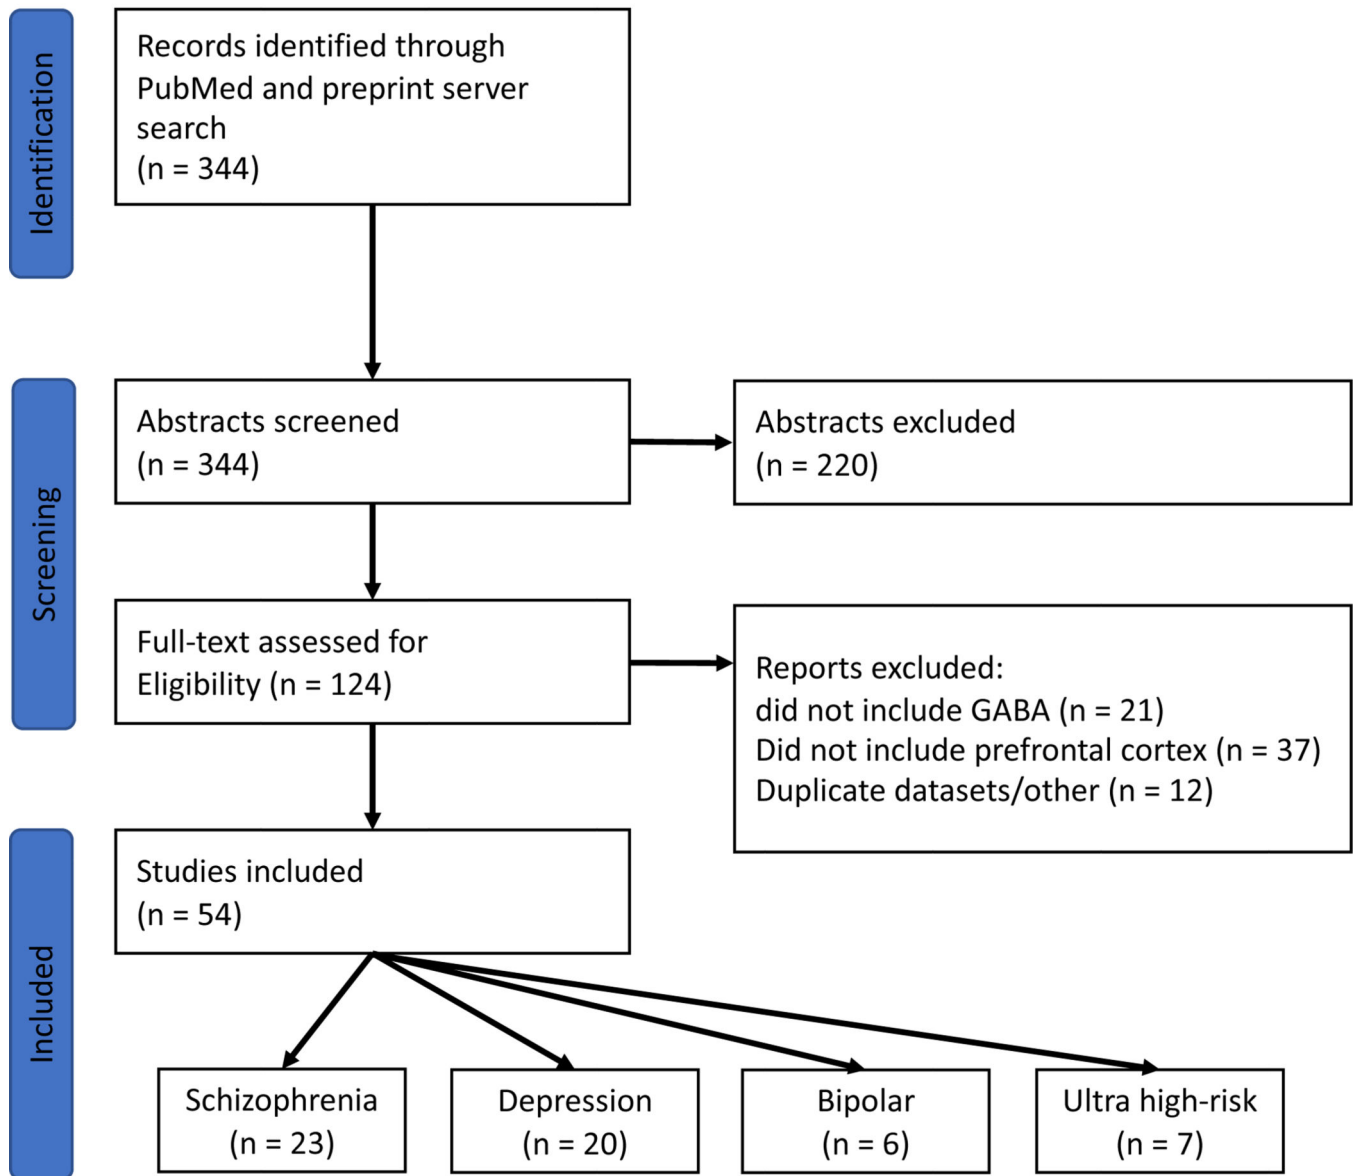 Identification
Records identified through
PubMed and preprint server
search
(n = 344)
Screening
Abstracts screened
(n = 344)
Abstracts excluded
(n = 220)
Full-text assessed for
Eligibility (n = 124)
Reports excluded:
did not include GABA (n = 21)
Did not include prefrontal cortex (n = 37)
Duplicate datasets/other (n = 12)
Included
Studies included
(n = 54)
Schizophrenia
(n = 23)
Depression
(n = 20)
Bipolar
(n = 6)
Ultra high-risk
(n = 7)